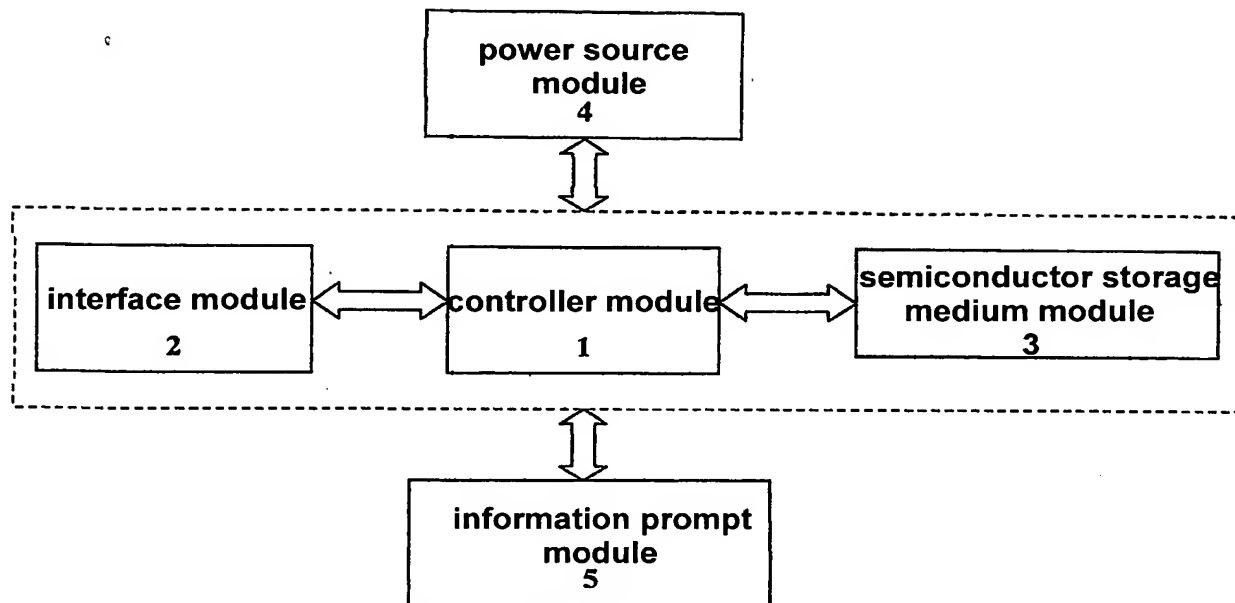 power source
module
4
interface module
2
controller module
1
semiconductor storage
medium module
3
information prompt
module
5